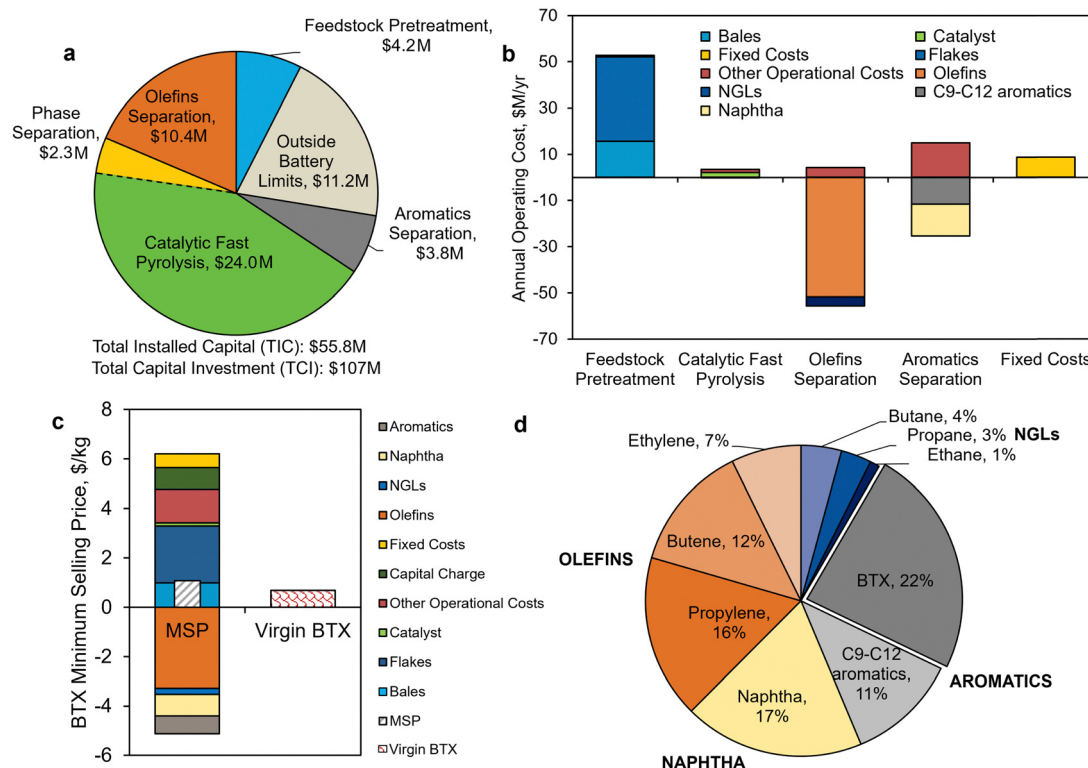 a
Feedstock Pretreatment,
$4.2M
Olefins
Separation,
$10.4M
Phase
Separation,
$2.3M
Outside
Battery
Limits, $11.2M
Aromatics
Separation,
$3.8M
Catalytic Fast
Pyrolysis, $24.0M
Total Installed Capital (TIC): $55.8M
Total Capital Investment (TCI): $107M
b
Annual Operating Cost, $M/yr
70
50
30
10
-10
-30
-50
-70
Bales
Catalyst
Fixed Costs
Flakes
Other Operational Costs
Olefins
NGLs
C9-C12 aromatics
Naphtha
Feedstock
Pretreatment
Catalytic Fast
Pyrolysis
Olefins
Separation
Aromatics
Separation
Fixed Costs
c
BTX Minimum Selling Price, $/kg
8
6
4
2
0
-2
-4
-6
MSP
Virgin BTX
Aromatics
Naphtha
NGLs
Olefins
Fixed Costs
Capital Charge
Other Operational Costs
Catalyst
Flakes
Bales
MSP
Virgin BTX
d
Butane, 4%
Propane, 3% NGLs
Ethane, 1%
Ethylene, 7%
Butene, 12%
OLEFINS
BTX, 22%
Propylene,
16%
C9-C12
aromatics,
11%
AROMATICS
Naphtha,
17%
NAPHTHA